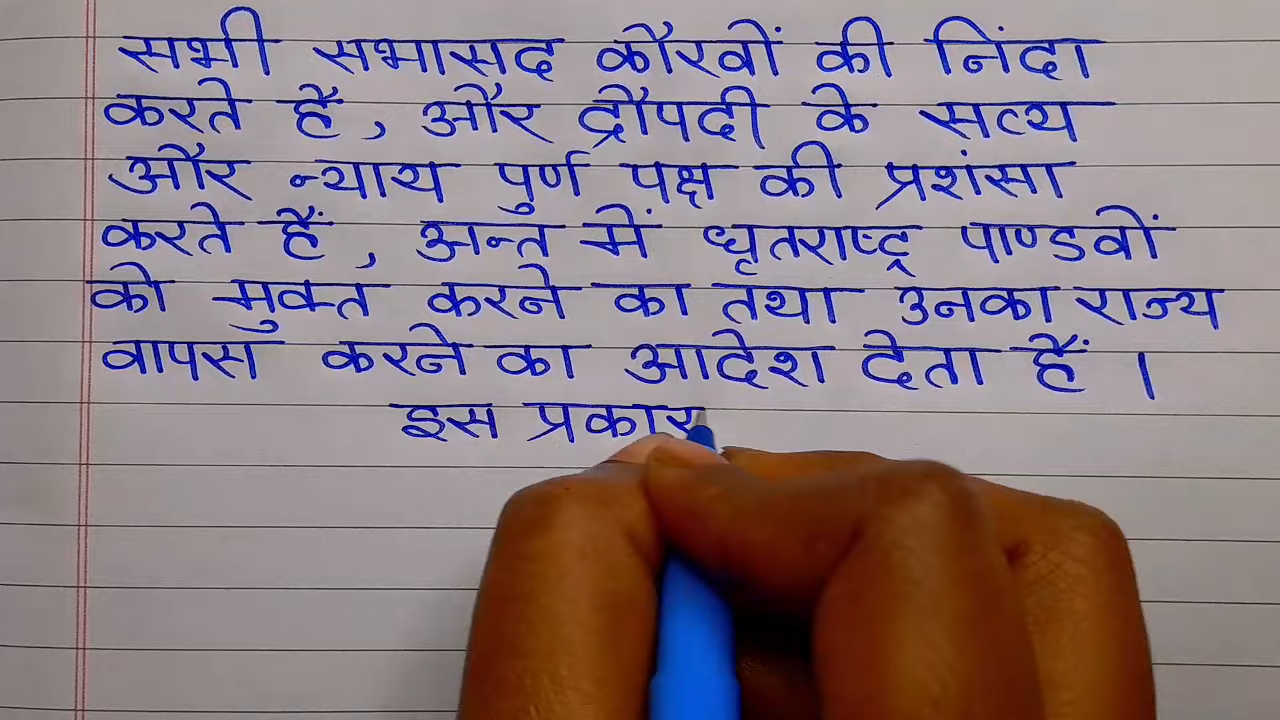 सभी सभासद कौरवों की निंदा
करते हैं, और द्रौपदी के सत्य
और न्याय पुर्ण पक्ष की प्रशंसा
करते हैं, अन्त में धृतराष्ट्र पाण्डवों
को मुक्त करने का तथा उनका राज्य
वापस करने का आदेश देता हैं ।
इस प्रकार